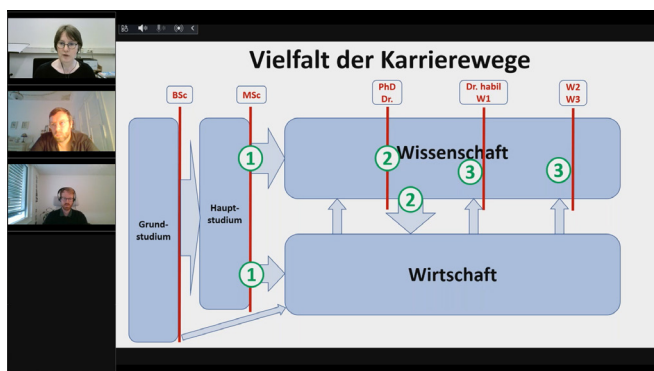 Vielfalt der Karrierewege
BSc
MSc
PhD
Dr.
Dr. habil
W1
W2
W3
1
2
Wissenschaft
3
3
2
Grund-
studium
Haupt-
studium
1
Wirtschaft